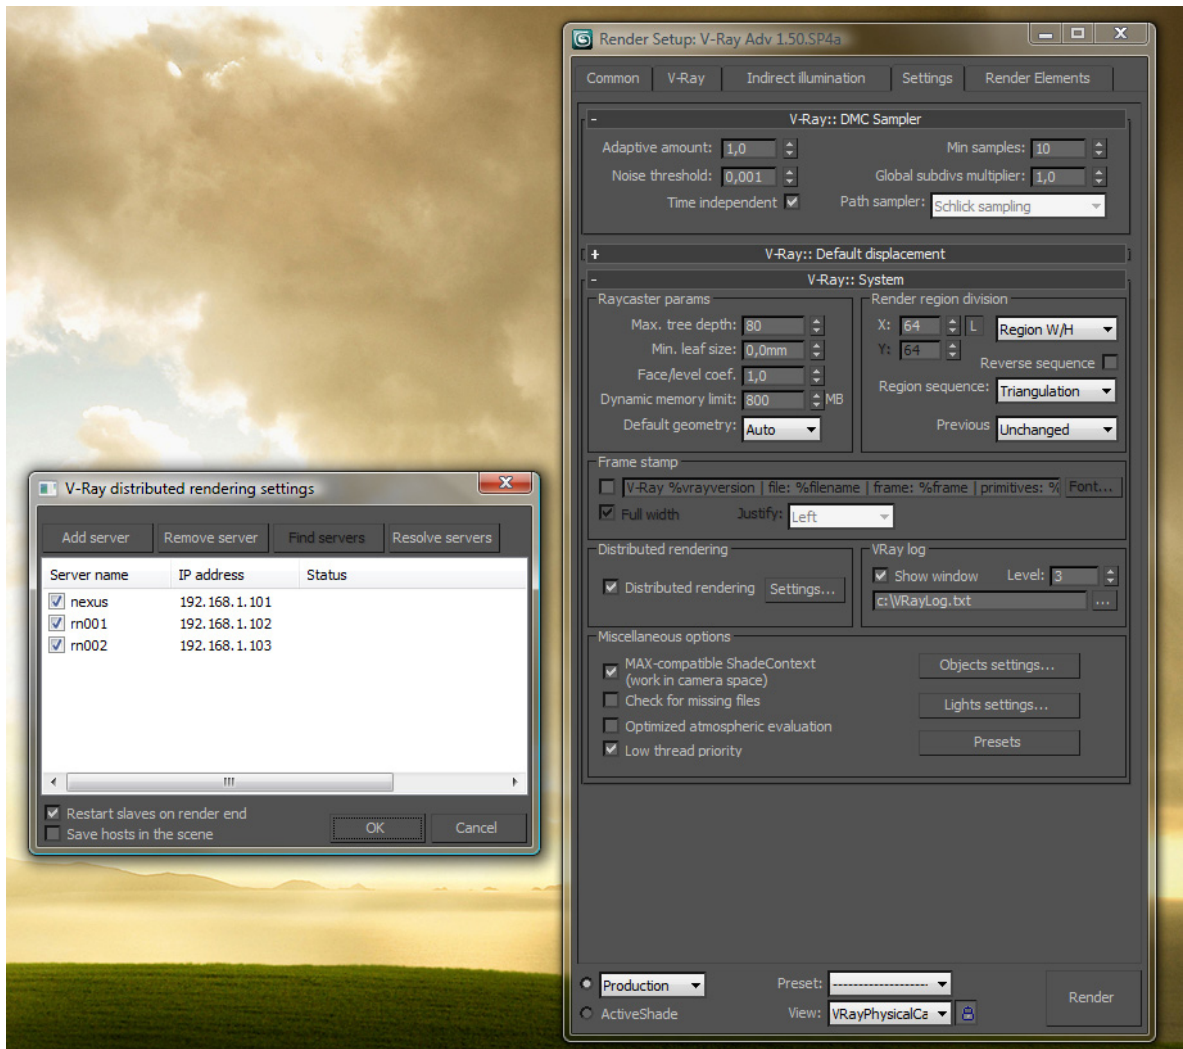 Render Setup: V-Ray Adv 1.50.SP4a
Common V-Ray Indirect illumination Settings Render Elements
- V-Ray:: DMC Sampler
Adaptive amount: 1,0 Min samples: 10
Noise threshold: 0,001 Global subdivs multiplier: 1,0
Time independent Path sampler: Schlick sampling
+ V-Ray:: Default displacement
- V-Ray:: System
Raycaster params Render region division
Max. tree depth: 80 X: 64 L Region W/H
Min. leaf size: 0,0mm Y: 64
Reverse sequence
Face/level coef. 1,0
Region sequence: Triangulation
Dynamic memory limit: 800 MB
Default geometry: Auto Previous Unchanged
Frame stamp
V-Ray %vrayversion | file: %filename | frame: %frame | primitives: % Font...
Full width Justify: Left
Distributed rendering VRay log
Distributed rendering Settings... Show window Level: 3
c:\VRayLog.txt ...
Miscellaneous options
MAX-compatible ShadeContext
(work in camera space)
Objects settings...
Check for missing files
Lights settings...
Optimized atmospheric evaluation
Low thread priority
Presets
Production Preset: -------------------
ActiveShade View: VRayPhysicalCa
Render
V-Ray distributed rendering settings
Add server Remove server Find servers Resolve servers
Server name IP address Status
nexus 192.168.1.101
rn001 192.168.1.102
rn002 192.168.1.103
Restart slaves on render end
Save hosts in the scene
OK Cancel